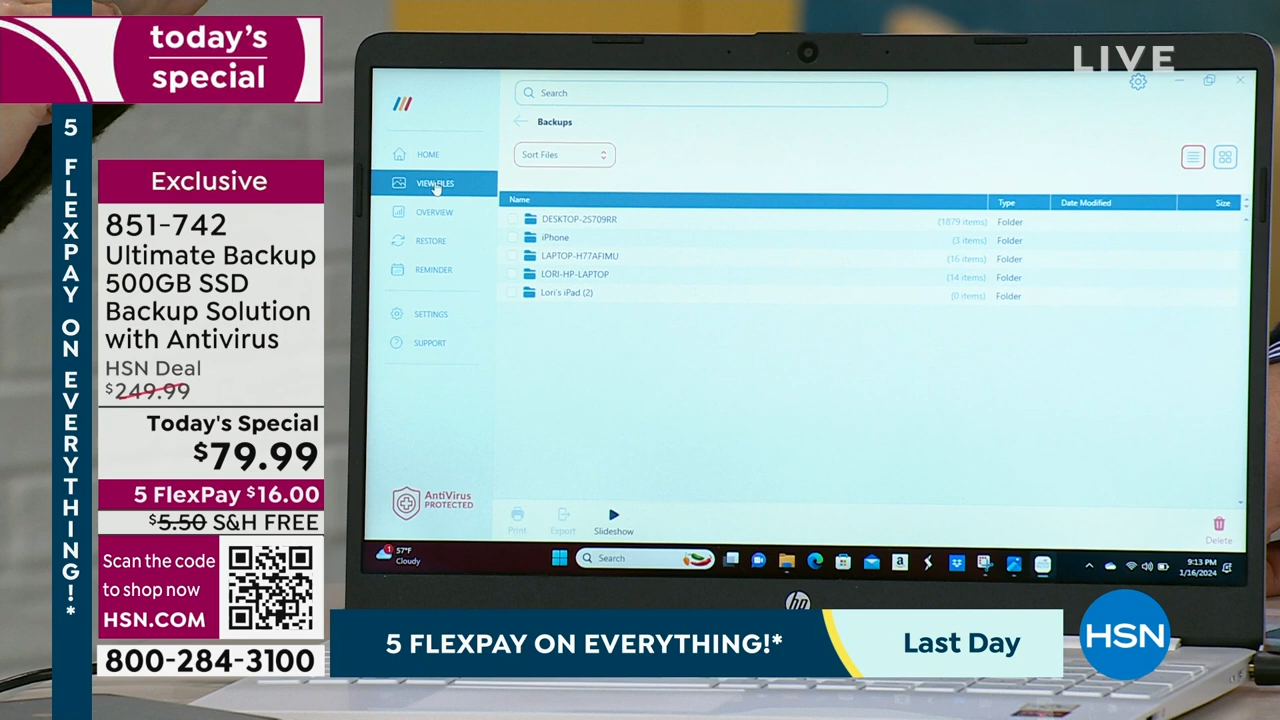 today's
special
5 FLEXPAY ON EVERYTHING!*
Exclusive
851-742
Ultimate Backup
500GB SSD
Backup Solution
with Antivirus
HSN Deal
$249.99
Today's Special
$79.99
5 FlexPay $16.00
$5.50 S&H FREE
Scan the code
to shop now
HSN.COM
800-284-3100
LIVE
Search
Backups
Sort Files
HOME
VIEW FILES
OVERVIEW
RESTORE
REMINDER
SETTINGS
SUPPORT
AntiVirus
PROTECTED
Name Type Date Modified Size
DESKTOP-2S709RR (1879 items) Folder
iPhone (3 items) Folder
LAPTOP-H77AFIMU (16 items) Folder
LORI-HP-LAPTOP (14 items) Folder
Lori's iPad (2) (0 items) Folder
Print Export Slideshow Delete
1
57°F
Cloudy
Search
a
9:13 PM
1/16/2024
hp
5 FLEXPAY ON EVERYTHING!*
Last Day
HSN